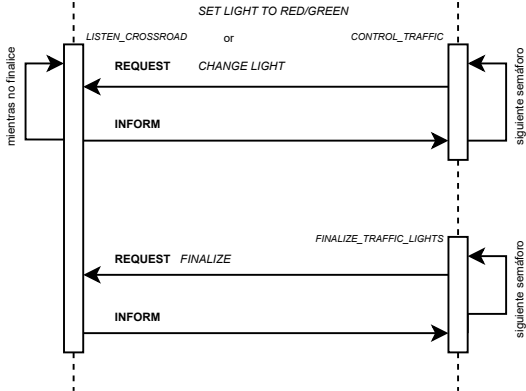 SET LIGHT TO RED/GREEN
LISTEN_CROSSROAD or CONTROL_TRAFFIC
REQUEST CHANGE LIGHT
mientras no finalice
siguiente semáforo
INFORM
FINALIZE_TRAFFIC_LIGHTS
REQUEST FINALIZE
siguiente semáforo
INFORM